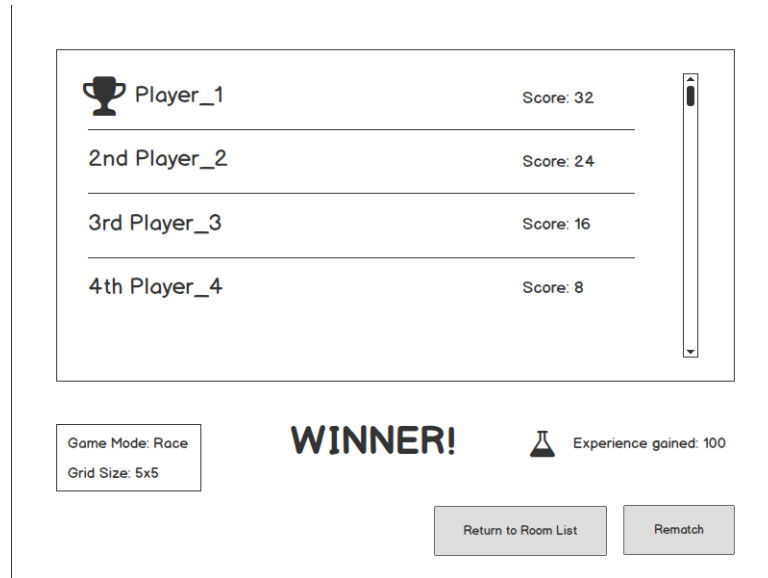 Player_1 Score: 32
2nd Player_2 Score: 24
3rd Player_3 Score: 16
4th Player_4 Score: 8
Game Mode: Race
Grid Size: 5x5
WINNER!
Experience gained: 100
Return to Room List
Rematch